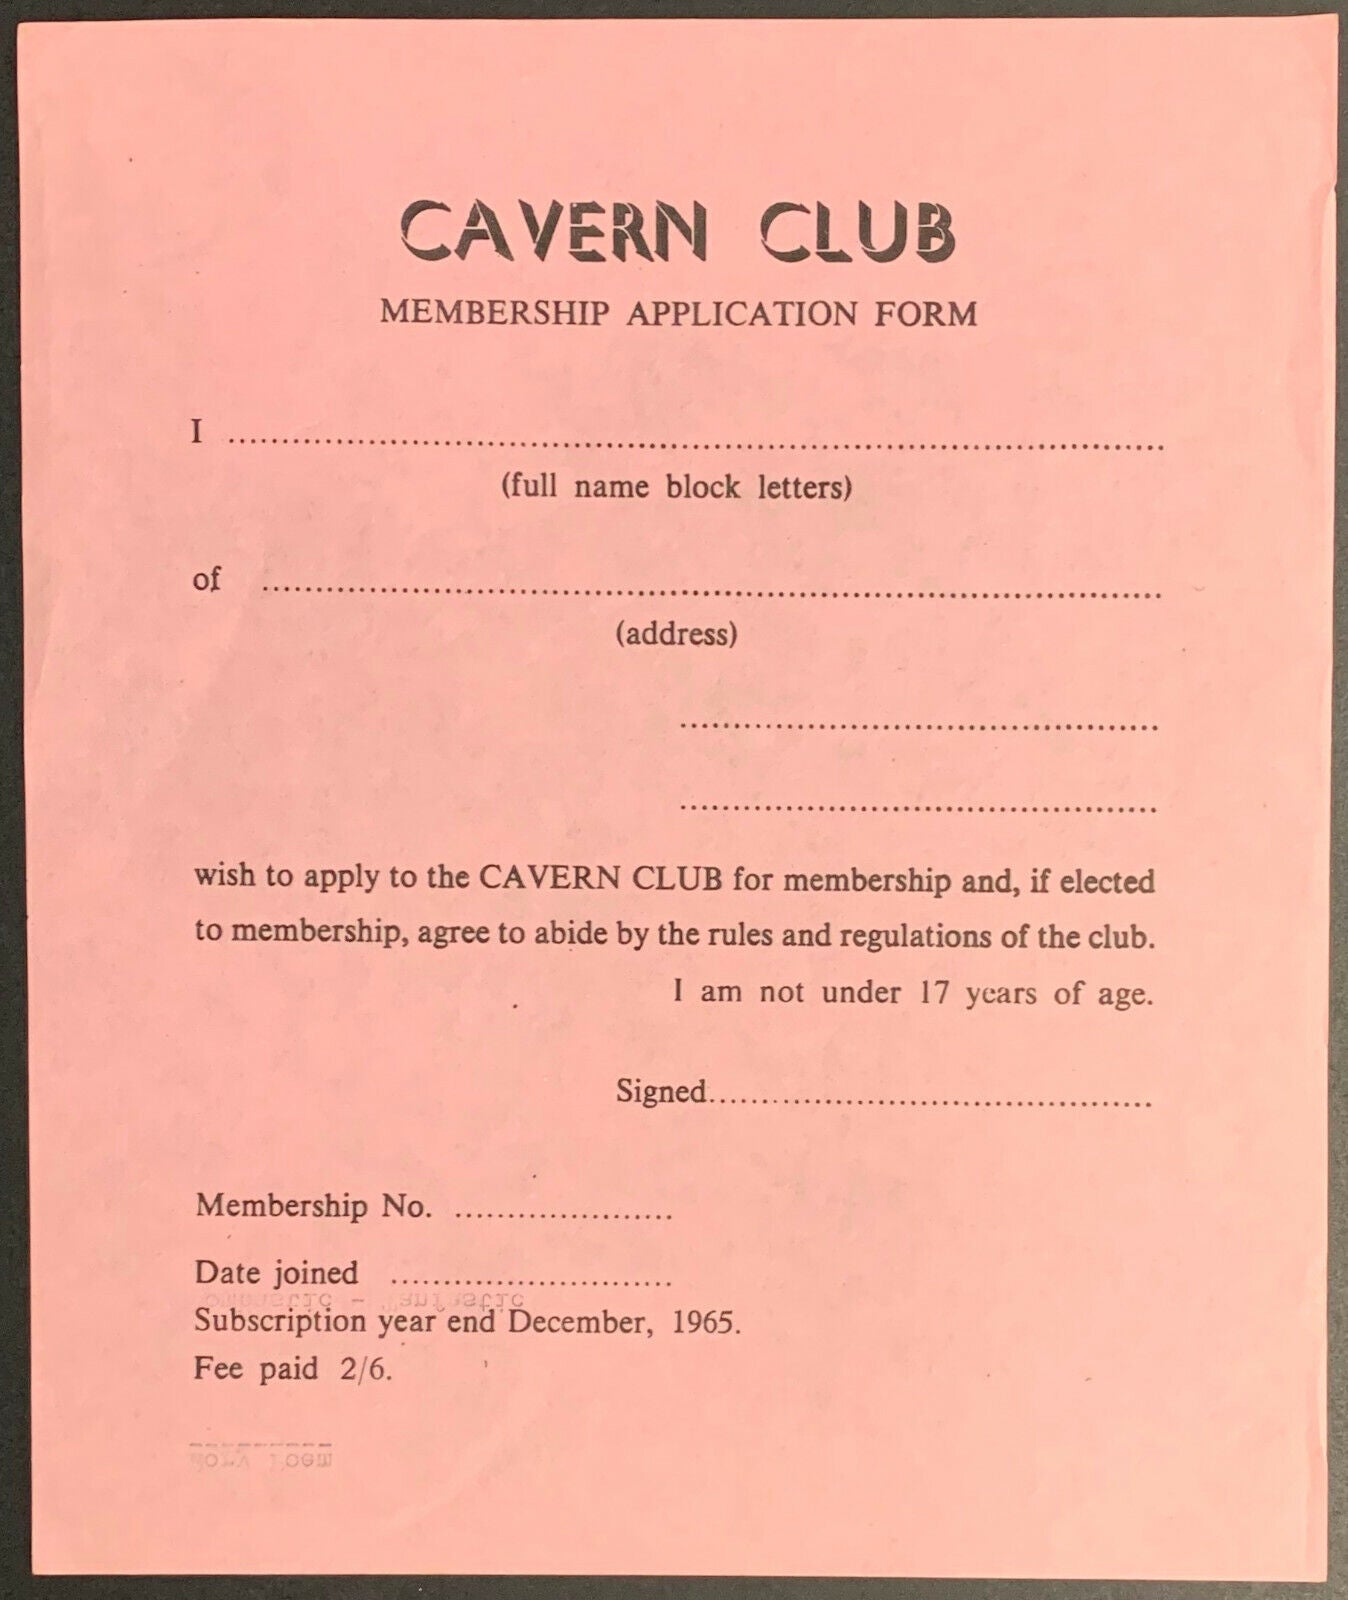 CAVERN CLUB
MEMBERSHIP APPLICATION FORM
I ................................................................................
(full name block letters)
of ................................................................................
(address)
.............................................
.............................................
wish to apply to the CAVERN CLUB for membership and, if elected
to membership, agree to abide by the rules and regulations of the club.
I am not under 17 years of age.
Signed..........................................
Membership No. .....................
Date joined ...........................
Subscription year end December, 1965.
Fee paid 2/6.